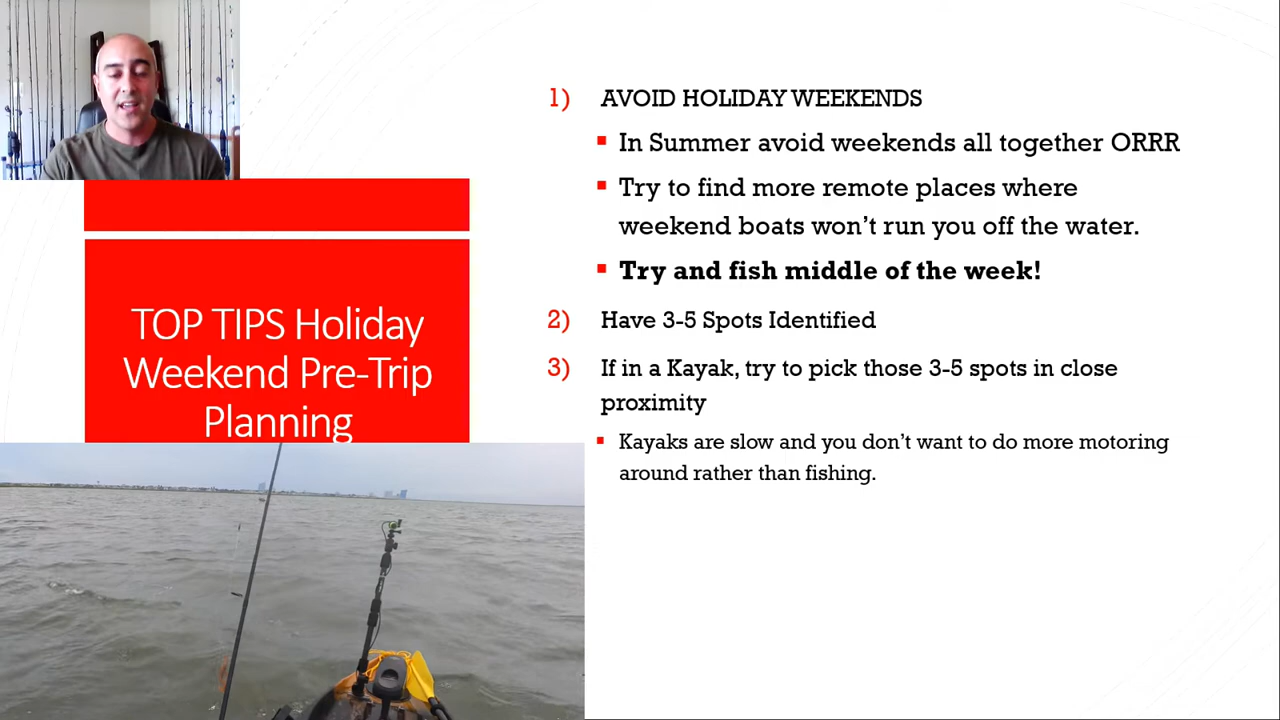 TOP TIPS Holiday
Weekend Pre-Trip
Planning
1) AVOID HOLIDAY WEEKENDS
In Summer avoid weekends all together ORRR
Try to find more remote places where
weekend boats won’t run you off the water.
Try and fish middle of the week!
2) Have 3-5 Spots Identified
3) If in a Kayak, try to pick those 3-5 spots in close
proximity
Kayaks are slow and you don’t want to do more motoring
around rather than fishing.